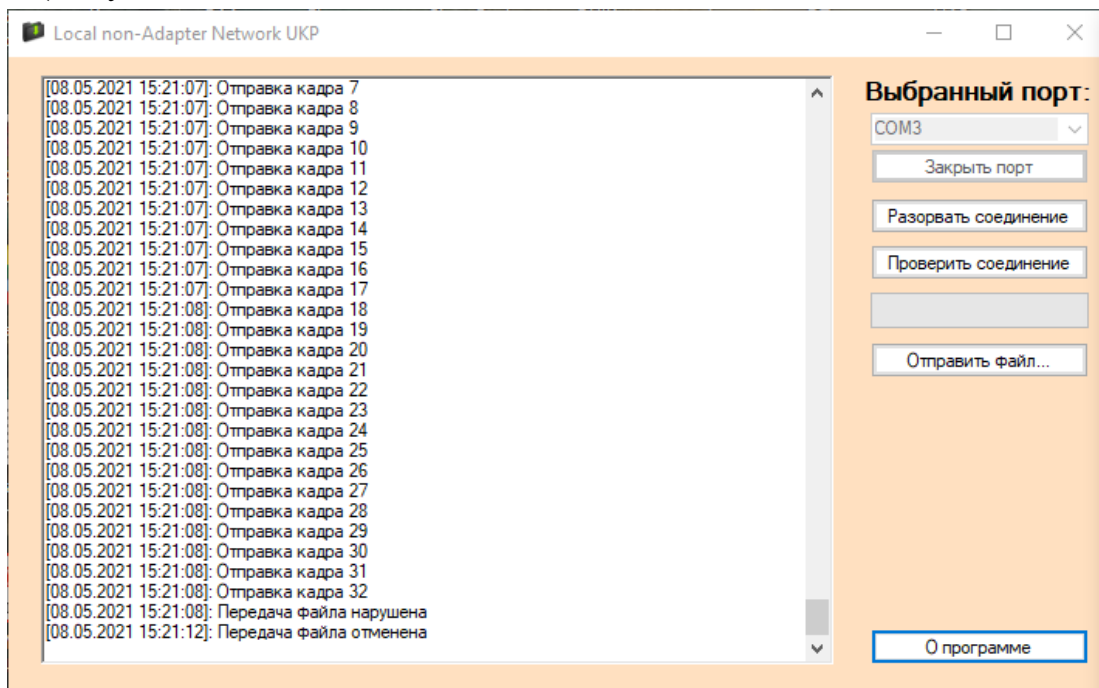 Local non-Adapter Network UKP
[08.05.2021 15:21:07]: Отправка кадра 7
[08.05.2021 15:21:07]: Отправка кадра 8
[08.05.2021 15:21:07]: Отправка кадра 9
[08.05.2021 15:21:07]: Отправка кадра 10
[08.05.2021 15:21:07]: Отправка кадра 11
[08.05.2021 15:21:07]: Отправка кадра 12
[08.05.2021 15:21:07]: Отправка кадра 13
[08.05.2021 15:21:07]: Отправка кадра 14
[08.05.2021 15:21:07]: Отправка кадра 15
[08.05.2021 15:21:07]: Отправка кадра 16
[08.05.2021 15:21:07]: Отправка кадра 17
[08.05.2021 15:21:08]: Отправка кадра 18
[08.05.2021 15:21:08]: Отправка кадра 19
[08.05.2021 15:21:08]: Отправка кадра 20
[08.05.2021 15:21:08]: Отправка кадра 21
[08.05.2021 15:21:08]: Отправка кадра 22
[08.05.2021 15:21:08]: Отправка кадра 23
[08.05.2021 15:21:08]: Отправка кадра 24
[08.05.2021 15:21:08]: Отправка кадра 25
[08.05.2021 15:21:08]: Отправка кадра 26
[08.05.2021 15:21:08]: Отправка кадра 27
[08.05.2021 15:21:08]: Отправка кадра 28
[08.05.2021 15:21:08]: Отправка кадра 29
[08.05.2021 15:21:08]: Отправка кадра 30
[08.05.2021 15:21:08]: Отправка кадра 31
[08.05.2021 15:21:08]: Отправка кадра 32
[08.05.2021 15:21:08]: Передача файла нарушена
[08.05.2021 15:21:12]: Передача файла отменена
Выбранный порт:
COM3
Закрыть порт
Разорвать соединение
Проверить соединение
Отправить файл...
О программе